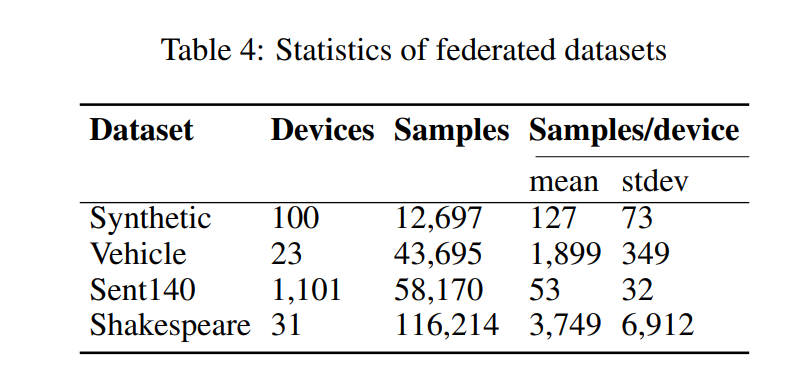 Table 4: Statistics of federated datasets
Dataset Devices Samples Samples/device
mean stdev
Synthetic 100 12,697 127 73
Vehicle 23 43,695 1,899 349
Sent140 1,101 58,170 53 32
Shakespeare 31 116,214 3,749 6,912